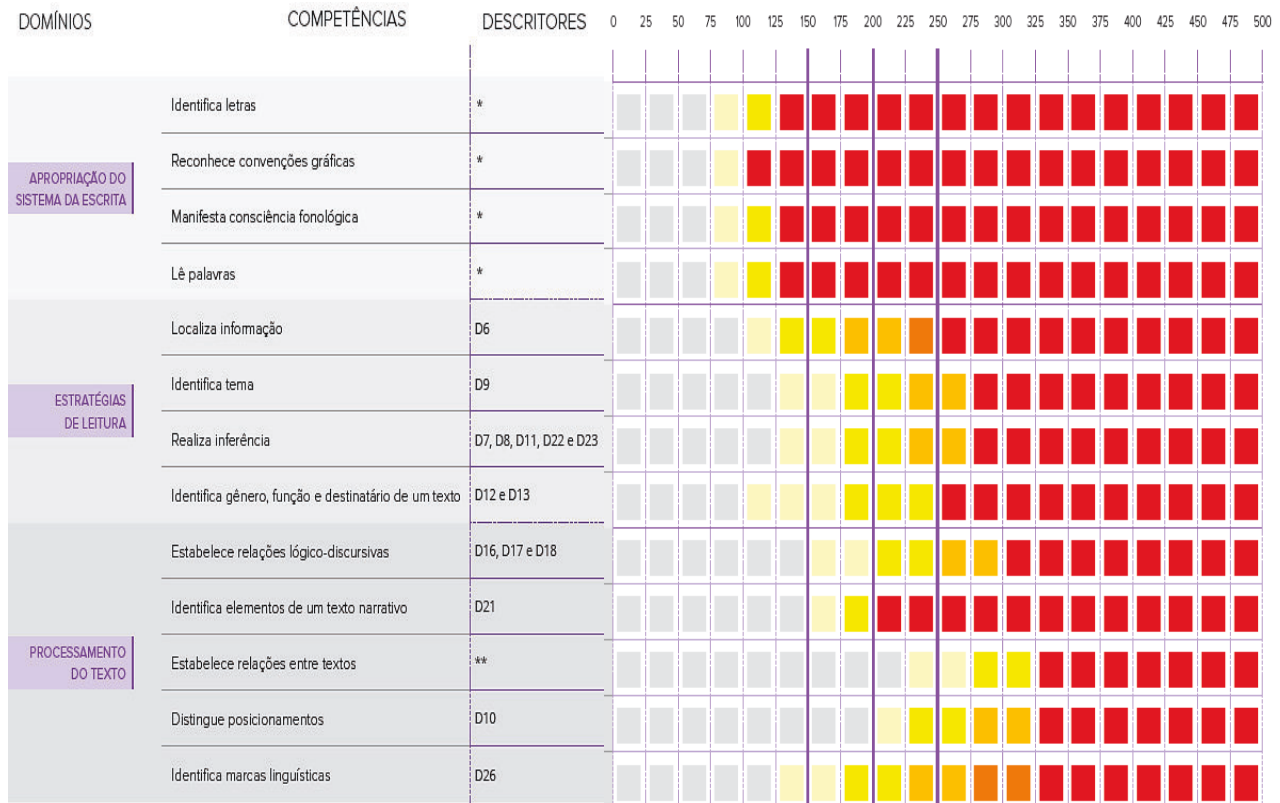 DOMÍNIOS COMPETÊNCIAS DESCRITORES 0 25 50 75 100 125 150 175 200 225 250 275 300 325 350 375 400 425 450 475 500
APROPRIAÇÃO DO
SISTEMA DA ESCRITA
Identifica letras *
Reconhece convenções gráficas *
Manifesta consciência fonológica *
Lê palavras *
ESTRATÉGIAS
DE LEITURA
Localiza informação D6
Identifica tema D9
Realiza inferência D7, D8, D11, D22 e D23
Identifica gênero, função e destinatário de um texto D12 e D13
PROCESSAMENTO
DO TEXTO
Estabelece relações lógico-discursivas D16, D17 e D18
Identifica elementos de um texto narrativo D21
Estabelece relações entre textos **
Distingue posicionamentos D10
Identifica marcas linguísticas D26